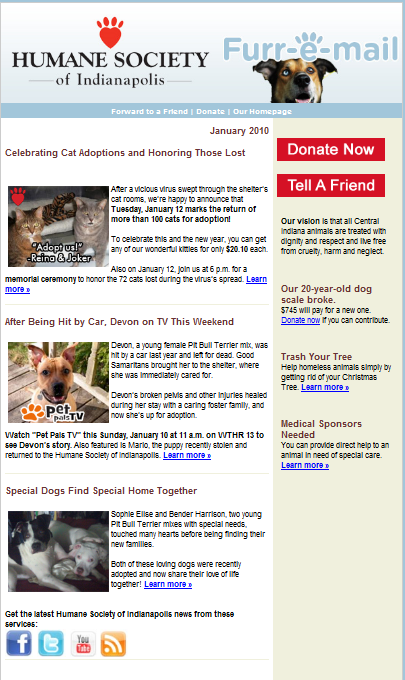 HUMANE SOCIETY
of Indianapolis
Furr-e-mail
Forward to a Friend | Donate | Our Homepage
January 2010
Celebrating Cat Adoptions and Honoring Those Lost
"Adopt us!"
-Reina & Joker
After a vicious virus swept through the shelter's
cat rooms, we're happy to announce that
Tuesday, January 12 marks the return of
more than 100 cats for adoption!
To celebrate this and the new year, you can get
any of our wonderful kitties for only $20.10 each.
Also on January 12, join us at 6 p.m. for a
memorial ceremony to honor the 72 cats lost during the virus's spread. Learn
more »
After Being Hit by Car, Devon on TV This Weekend
pet
pals TV
Devon, a young female Pit Bull Terrier mix, was
hit by a car last year and left for dead. Good
Samaritans brought her to the shelter, where
she was immediately cared for.
Devon's broken pelvis and other injuries healed
during her stay with a caring foster family, and
now she's up for adoption.
Watch "Pet Pals TV" this Sunday, January 10 at 11 a.m. on WTHR 13 to
see Devon's story. Also featured is Mario, the puppy recently stolen and
returned to the Humane Society of Indianapolis. Learn more »
Special Dogs Find Special Home Together
Sophie Elise and Bender Harrison, two young
Pit Bull Terrier mixes with special needs,
touched many hearts before being finding their
new families.
Both of these loving dogs were recently
adopted and now share their love of life
together! Learn more »
Get the latest Humane Society of Indianapolis news from these
services:
You
Tube
Donate Now
Tell A Friend
Our vision is that all Central
Indiana animals are treated with
dignity and respect and live free
from cruelty, harm and neglect.
Our 20-year-old dog
scale broke.
$745 will pay for a new one.
Donate now if you can contribute.
Trash Your Tree
Help homeless animals simply by
getting rid of your Christmas
Tree. Learn more »
Medical Sponsors
Needed
You can provide direct help to an
animal in need of special care.
Learn more »